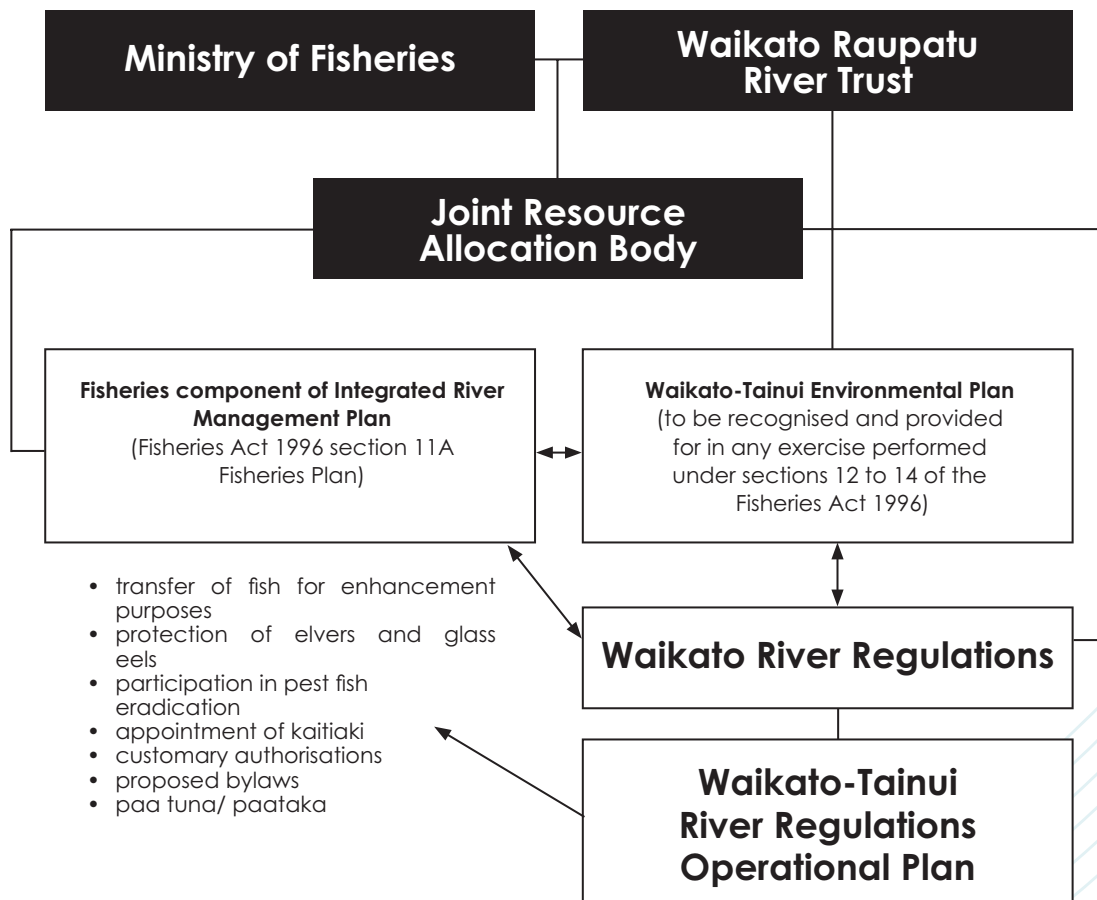 Ministry of Fisheries
Waikato Raupatu
River Trust
Joint Resource
Allocation Body
Fisheries component of Integrated River
Management Plan
(Fisheries Act 1996 section 11A
Fisheries Plan)
Waikato-Tainui Environmental Plan
(to be recognised and provided
for in any exercise performed
under sections 12 to 14 of the
Fisheries Act 1996)
• transfer of fish for enhancement
purposes
• protection of elvers and glass
eels
• participation in pest fish
eradication
• appointment of kaitiaki
• customary authorisations
• proposed bylaws
• paa tuna/ paataka
Waikato River Regulations
Waikato-Tainui
River Regulations
Operational Plan